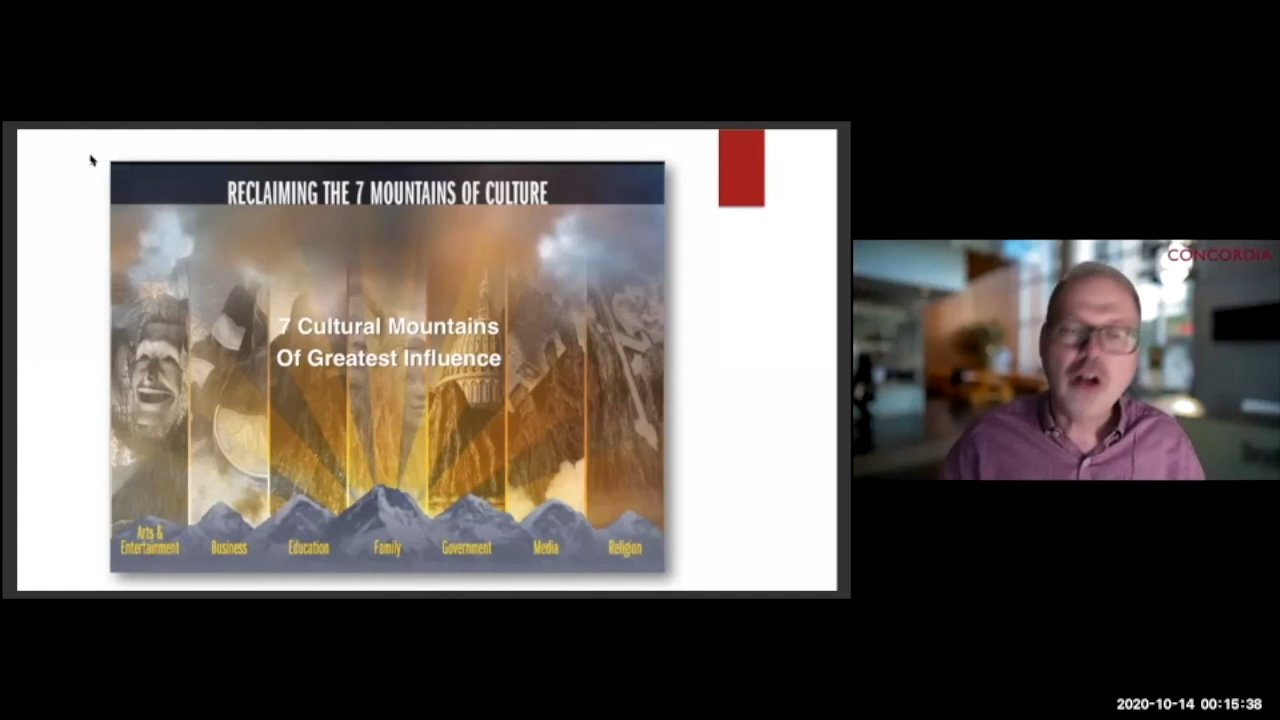 RECLAIMING THE 7 MOUNTAINS OF CULTURE
7 Cultural Mountains
Of Greatest Influence
Arts &
Entertainment
Business
Education
Family
Government
Media
Religion
CONCORDIA
2020-10-14 00:15:38